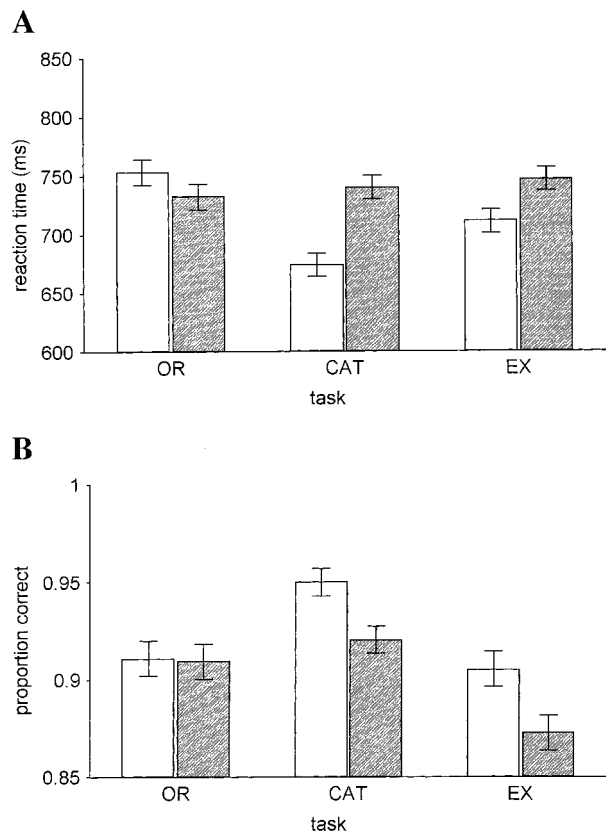 A
850
800
750
700
650
600
reaction time (ms)
OR CAT EX
task
B
1
0.95
0.9
0.85
proportion correct
OR CAT EX
task